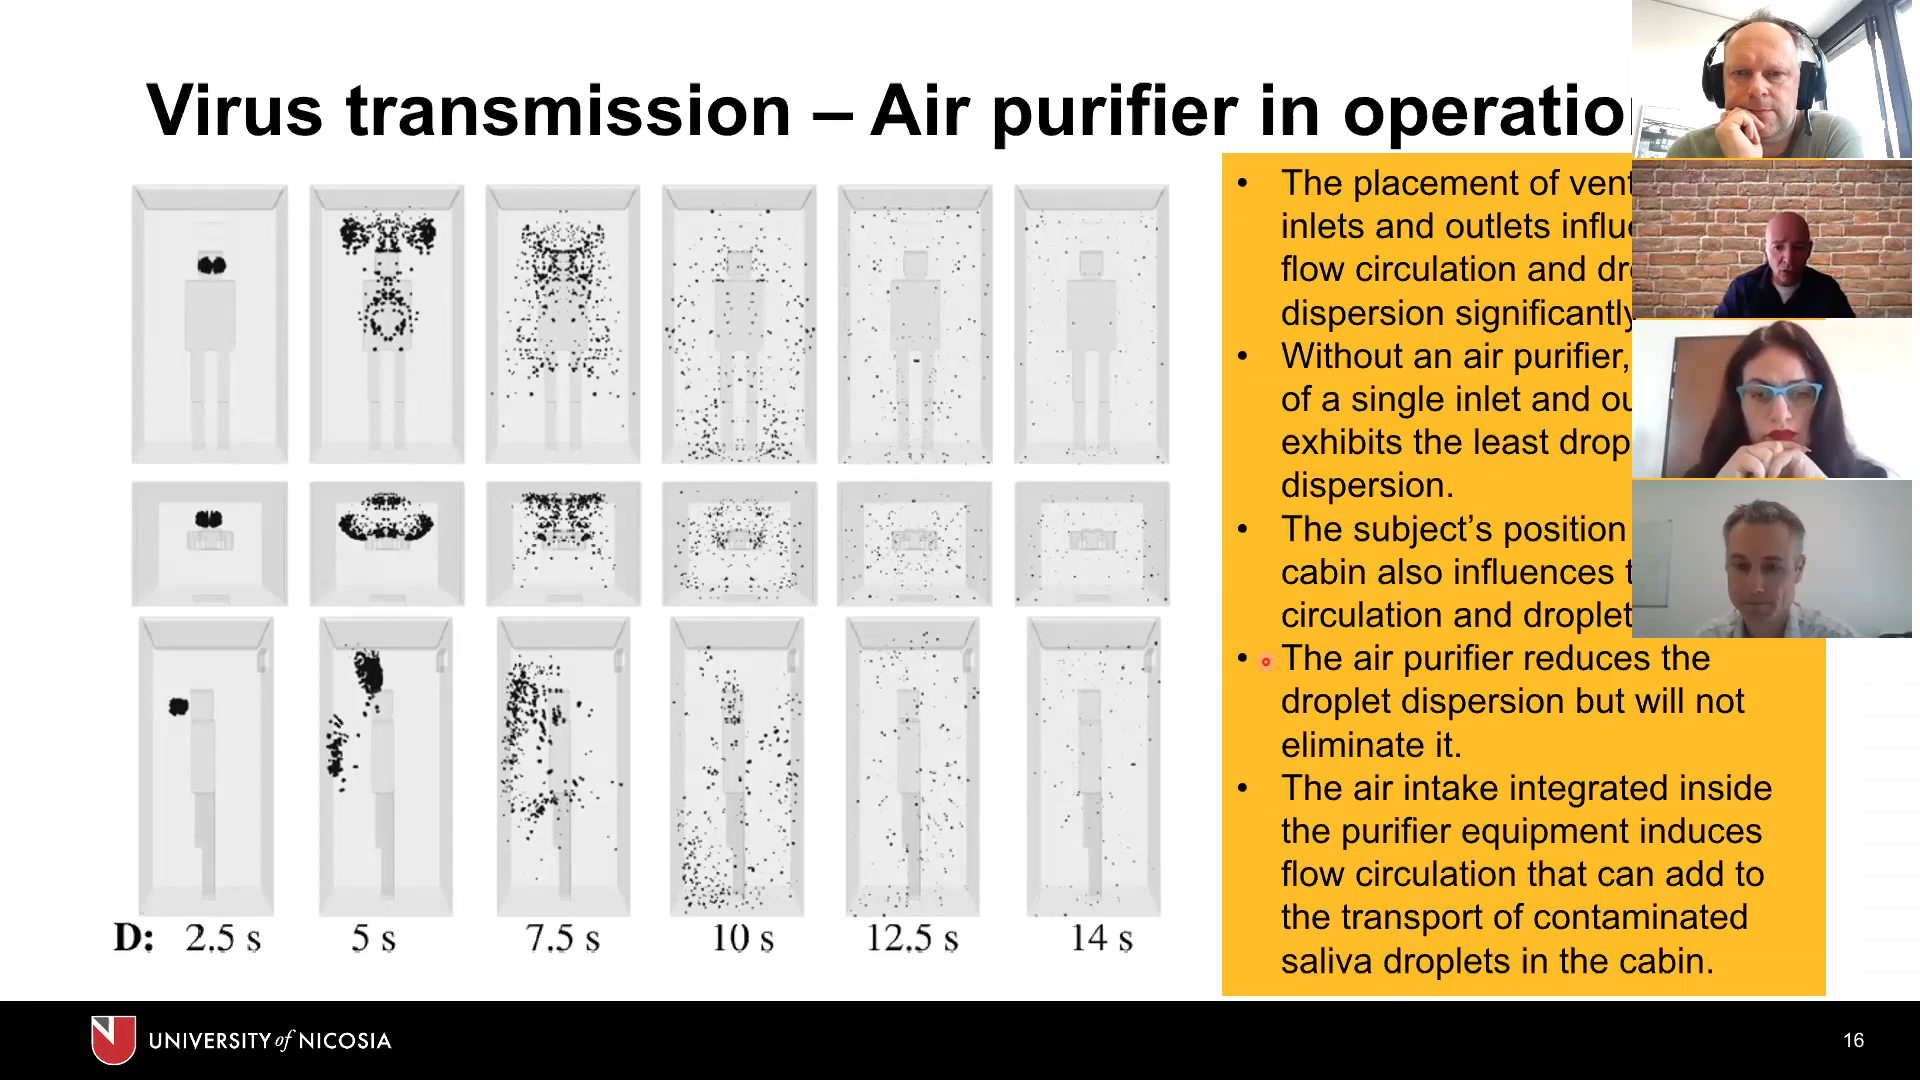 Virus transmission – Air purifier in operation
• The placement of vent
inlets and outlets influe
flow circulation and dr
dispersion significantly
• Without an air purifier,
of a single inlet and ou
exhibits the least drop
dispersion.
• The subject’s position
cabin also influences t
circulation and droplet
• The air purifier reduces the
droplet dispersion but will not
eliminate it.
• The air intake integrated inside
the purifier equipment induces
flow circulation that can add to
the transport of contaminated
saliva droplets in the cabin.
D: 2.5 s 5 s 7.5 s 10 s 12.5 s 14 s
UNIVERSITY of NICOSIA
16